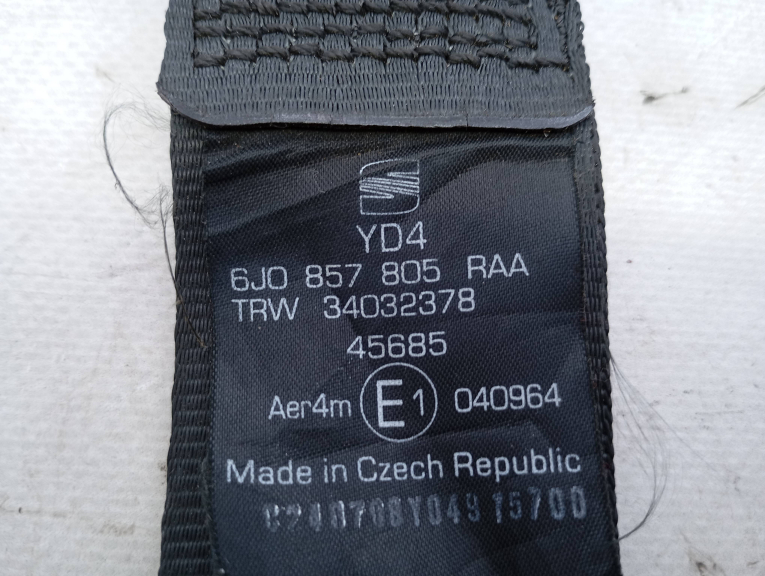 YD4
6J0 857 805 RAA
TRW 34032378
45685
Aer4m E1 040964
Made in Czech Republic